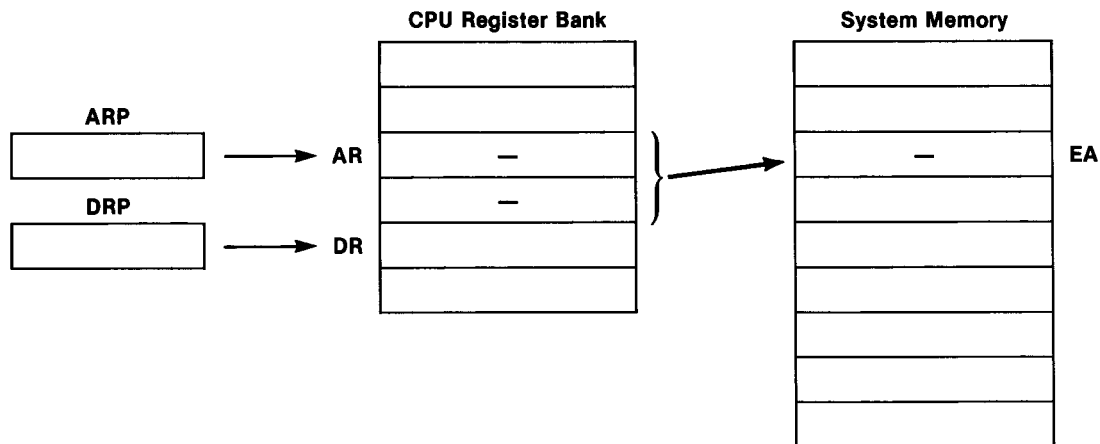 CPU Register Bank
System Memory
ARP
AR
—
—
EA
—
DRP
DR